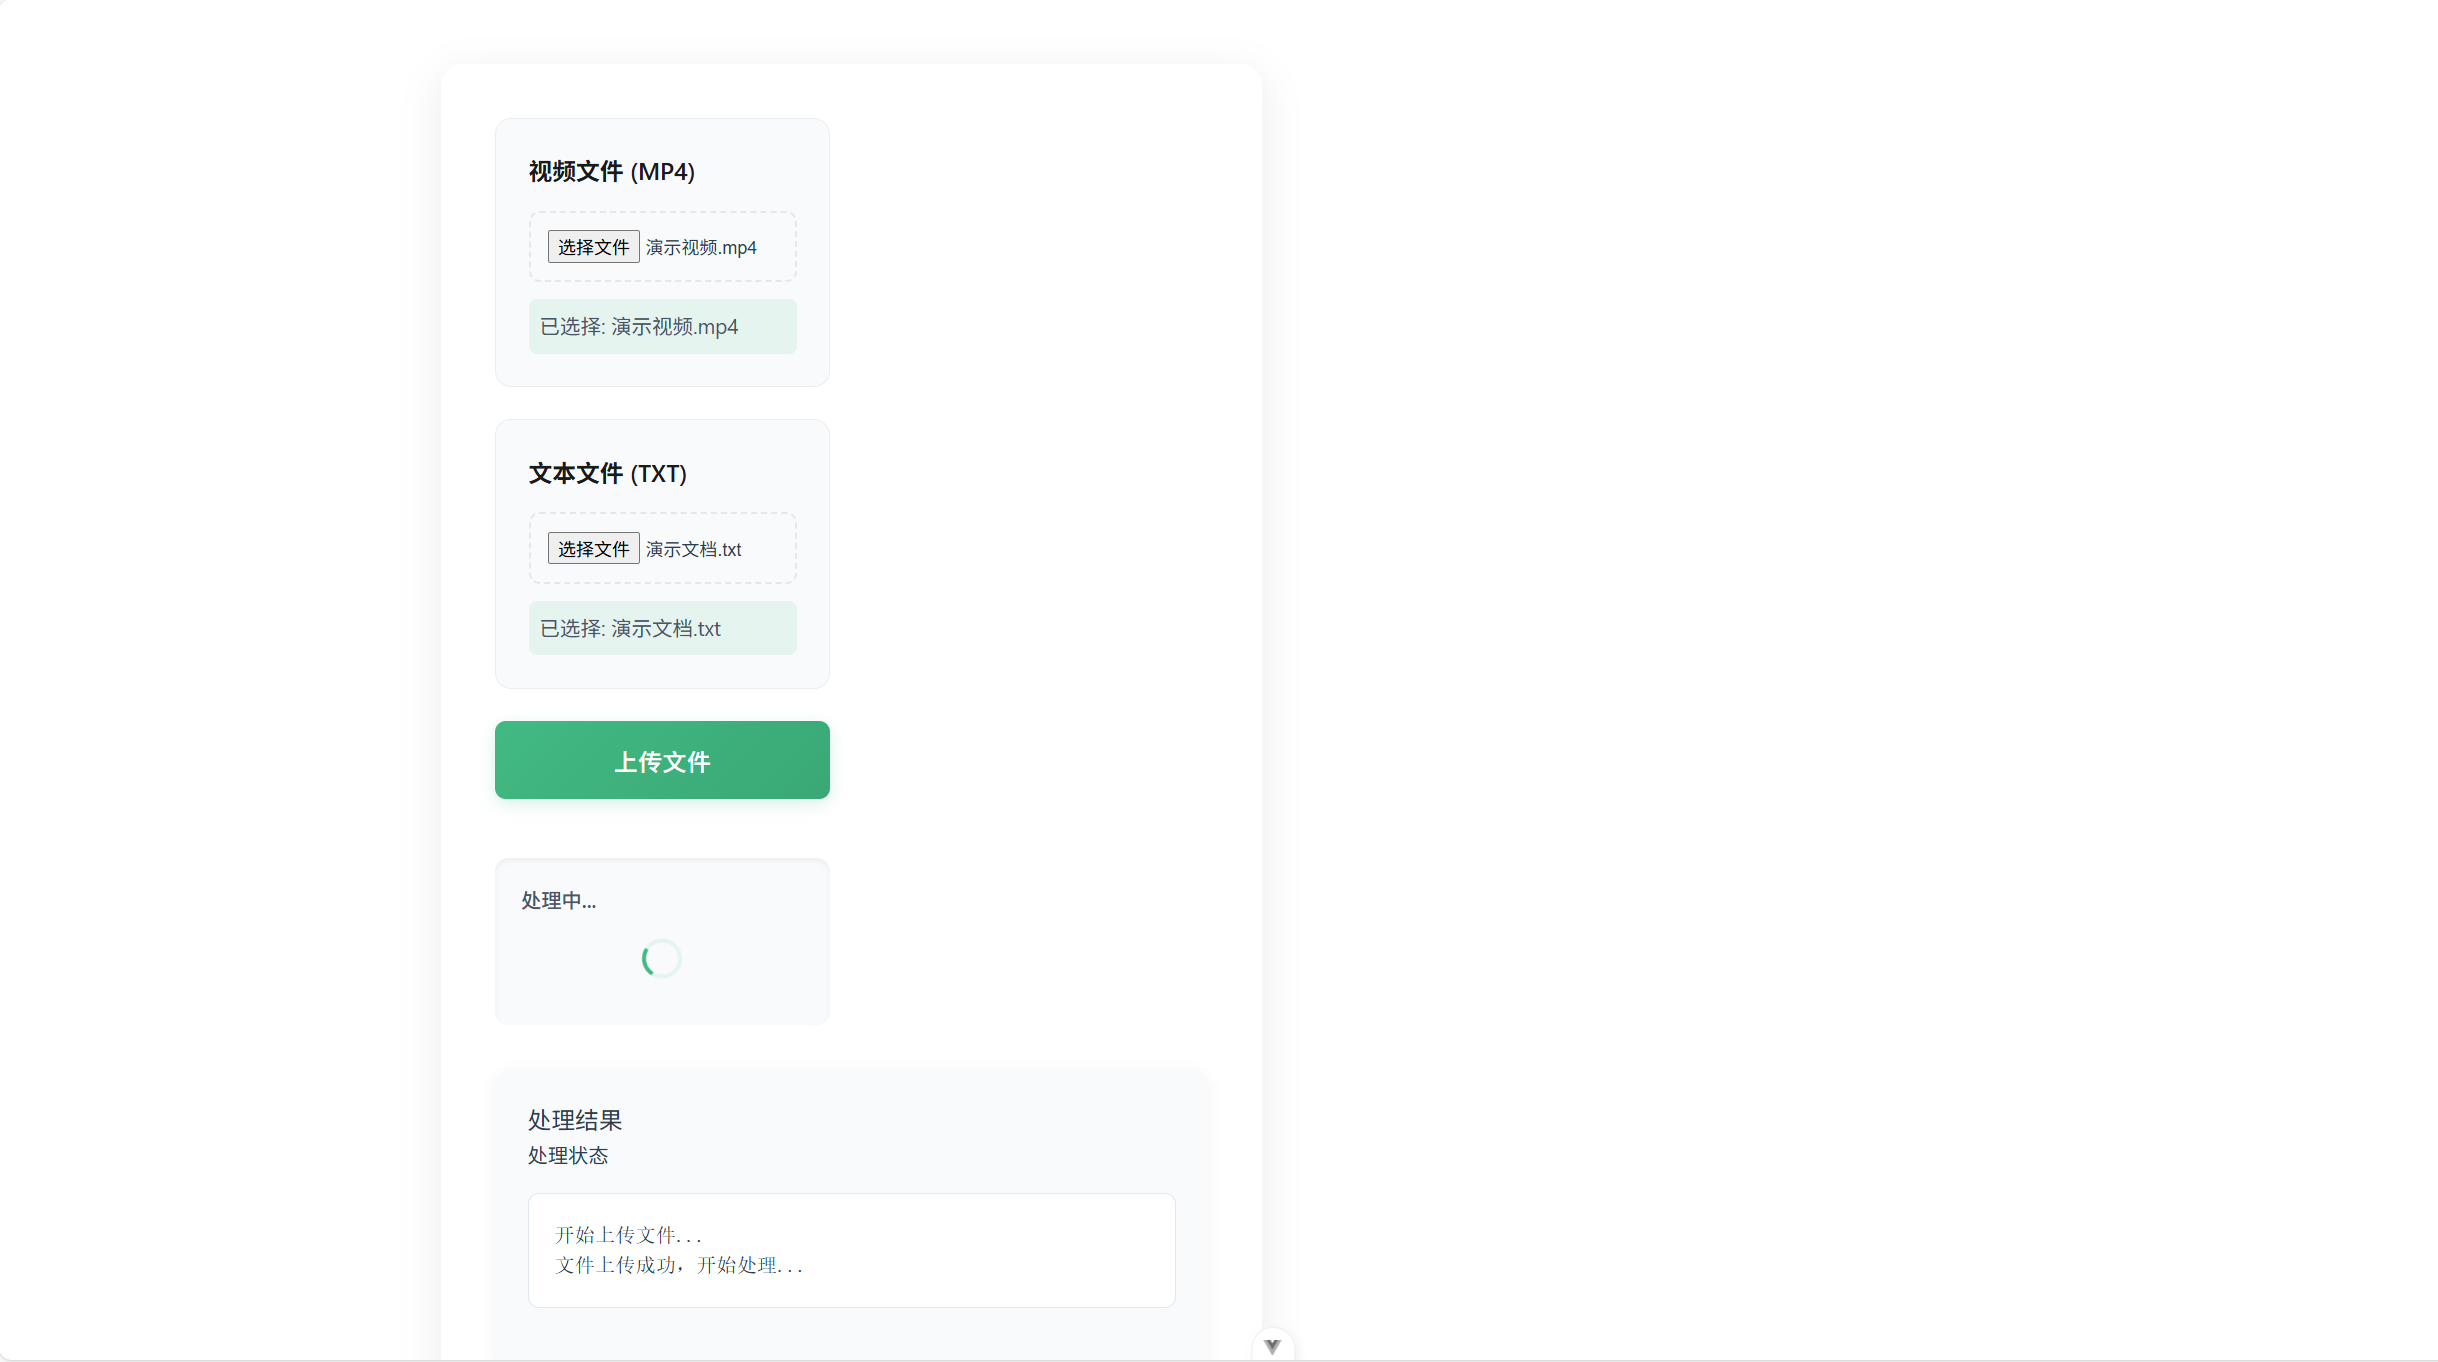 视频文件 (MP4)
选择文件 演示视频.mp4
已选择: 演示视频.mp4
文本文件 (TXT)
选择文件 演示文档.txt
已选择: 演示文档.txt
上传文件
处理中...
处理结果
处理状态
开始上传文件...
文件上传成功，开始处理...